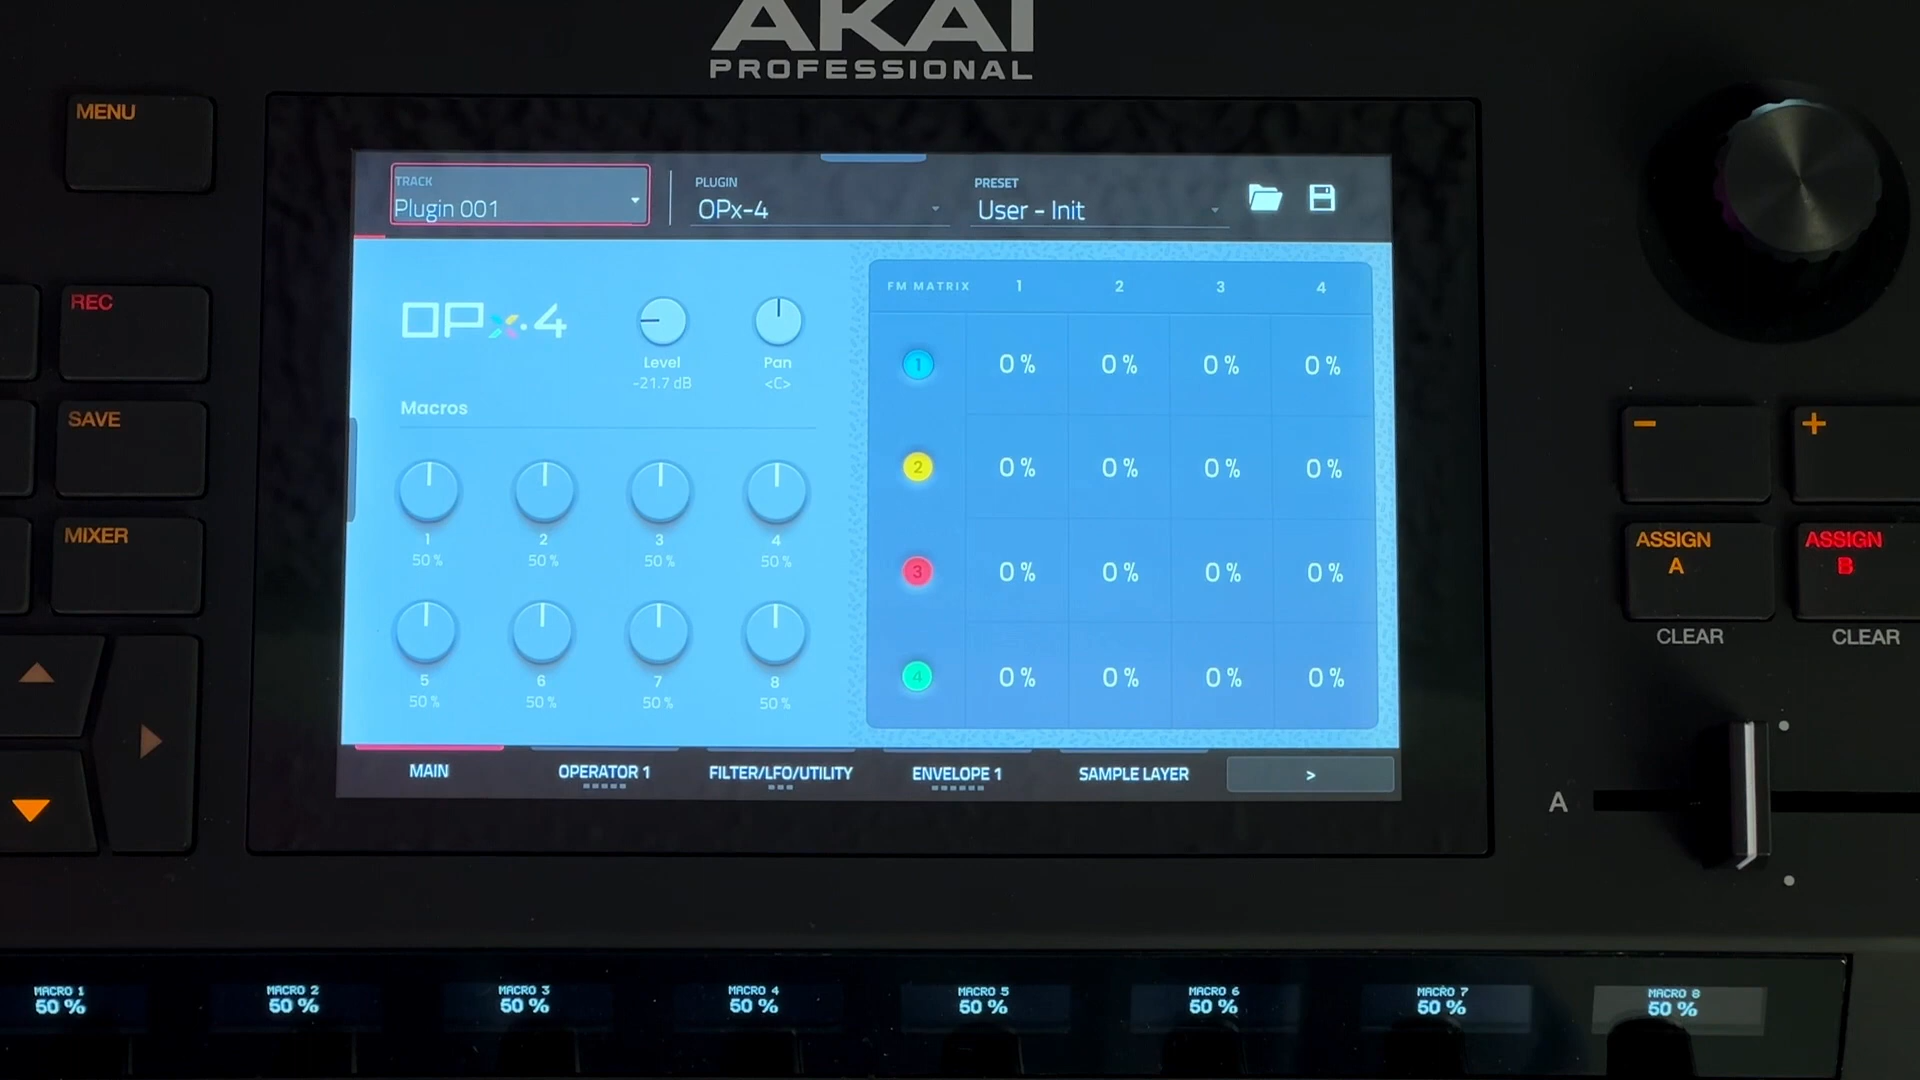 AKAI
PROFESSIONAL
MENU
REC
SAVE
MIXER
TRACK
Plugin 001
PLUGIN
OPx-4
PRESET
User - Init
OPx·4
Level
-21.7 dB
Pan
<C>
Macros
1
50 %
2
50 %
3
50 %
4
50 %
5
50 %
6
50 %
7
50 %
8
50 %
FM MATRIX 1 2 3 4
1 0 % 0 % 0 % 0 %
2 0 % 0 % 0 % 0 %
3 0 % 0 % 0 % 0 %
4 0 % 0 % 0 % 0 %
MAIN OPERATOR 1 FILTER/LFO/UTILITY ENVELOPE 1 SAMPLE LAYER >
− +
ASSIGN
A
CLEAR
ASSIGN
B
CLEAR
A
MACRO 1
50 %
MACRO 2
50 %
MACRO 3
50 %
MACRO 4
50 %
MACRO 5
50 %
MACRO 6
50 %
MACRO 7
50 %
MACRO 8
50 %